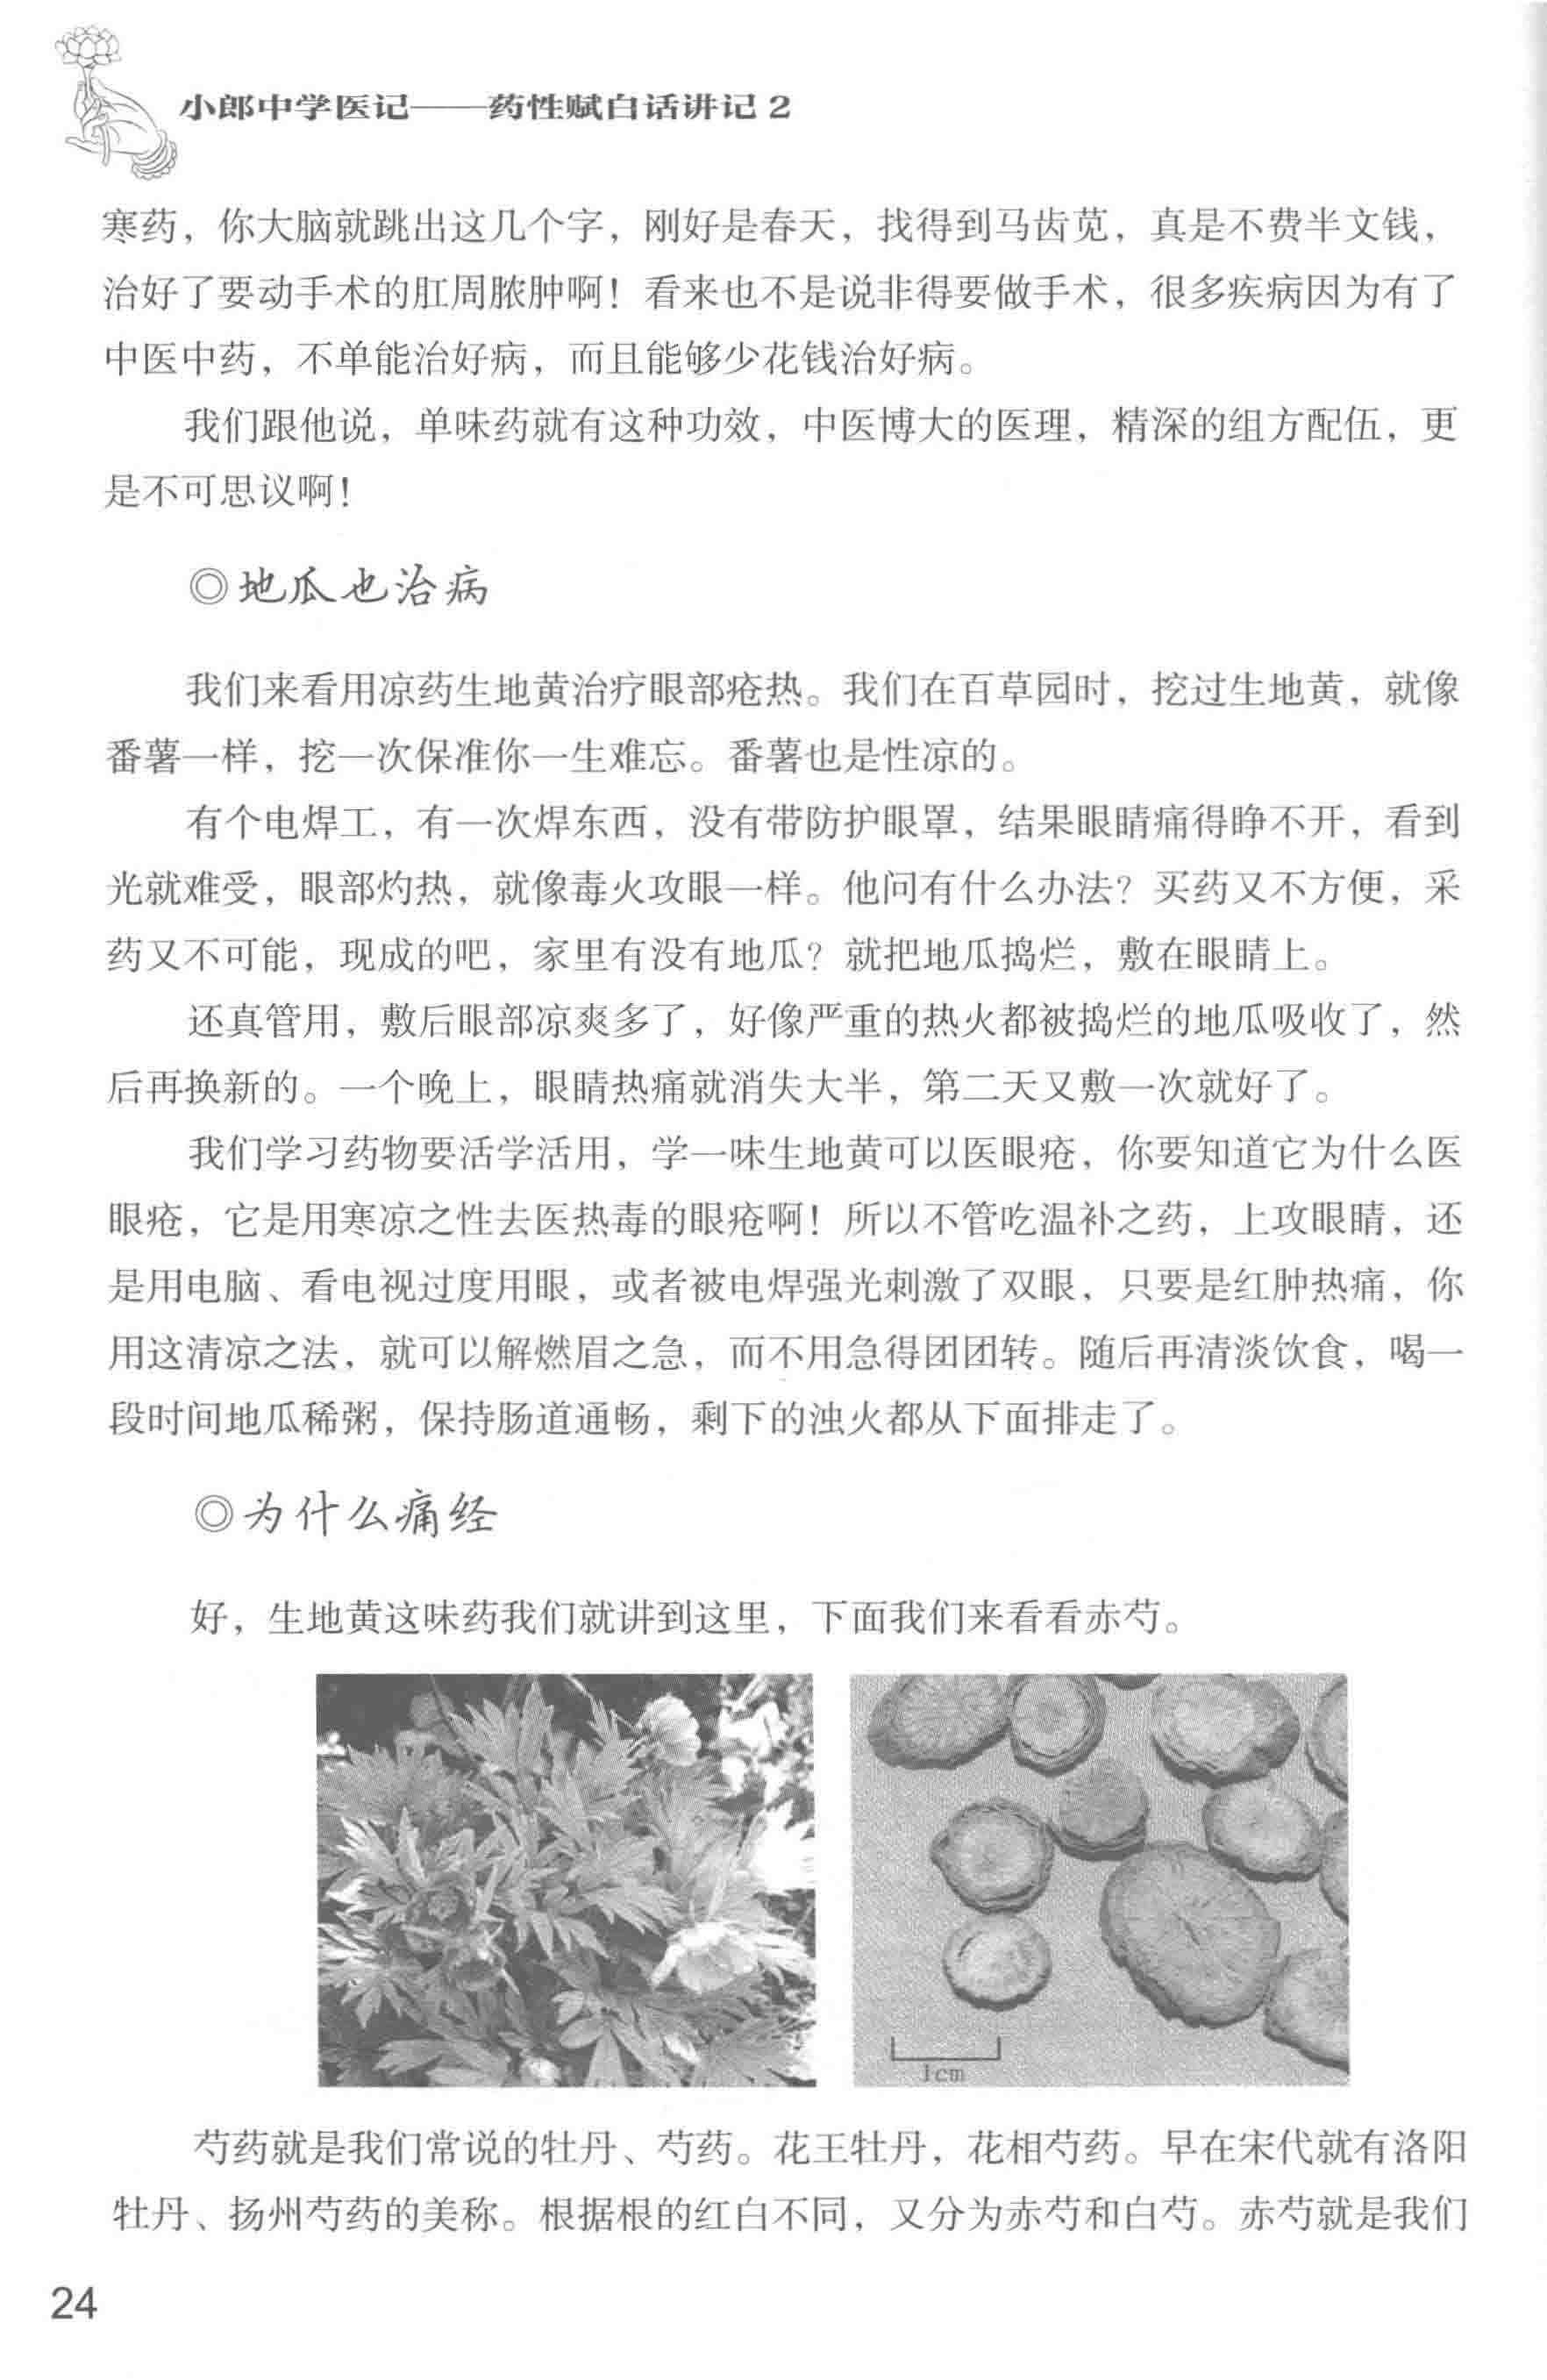 小郎中学医记——药性赋白话讲记2
寒药，你大脑就跳出这几个字，刚好是春天，找得到马齿苋，真是不费半文钱，
治好了要动手术的肛周脓肿啊！看来也不是说非得要做手术，很多疾病因为有了
中医中药，不单能治好病，而且能够少花钱治好病。
我们跟他说，单味药就有这种功效，中医博大的医理，精深的组方配伍，更
是不可思议啊！
◎地瓜也治病
我们来看用凉药生地黄治疗眼部疮热。我们在百草园时，挖过生地黄，就像
番薯一样，挖一次保准你一生难忘。番薯也是性凉的。
有个电焊工，有一次焊东西，没有带防护眼罩，结果眼睛痛得睁不开，看到
光就难受，眼部灼热，就像毒火攻眼一样。他问有什么办法？买药又不方便，采
药又不可能，现成的吧，家里有没有地瓜？就把地瓜捣烂，敷在眼睛上。
还真管用，敷后眼部凉爽多了，好像严重的热火都被捣烂的地瓜吸收了，然
后再换新的。一个晚上，眼睛热痛就消失大半，第二天又敷一次就好了。
我们学习药物要活学活用，学一味生地黄可以医眼疮，你要知道它为什么医
眼疮，它是用寒凉之性去医热毒的眼疮啊！所以不管吃温补之药，上攻眼睛，还
是用电脑、看电视过度用眼，或者被电焊强光刺激了双眼，只要是红肿热痛，你
用这清凉之法，就可以解燃眉之急，而不用急得团团转。随后再清淡饮食，喝一
段时间地瓜稀粥，保持肠道通畅，剩下的浊火都从下面排走了。
◎为什么痛经
好，生地黄这味药我们就讲到这里，下面我们来看看赤芍。
1cm
芍药就是我们常说的牡丹、芍药。花王牡丹，花相芍药。早在宋代就有洛阳
牡丹、扬州芍药的美称。根据根的红白不同，又分为赤芍和白芍。赤芍就是我们
24